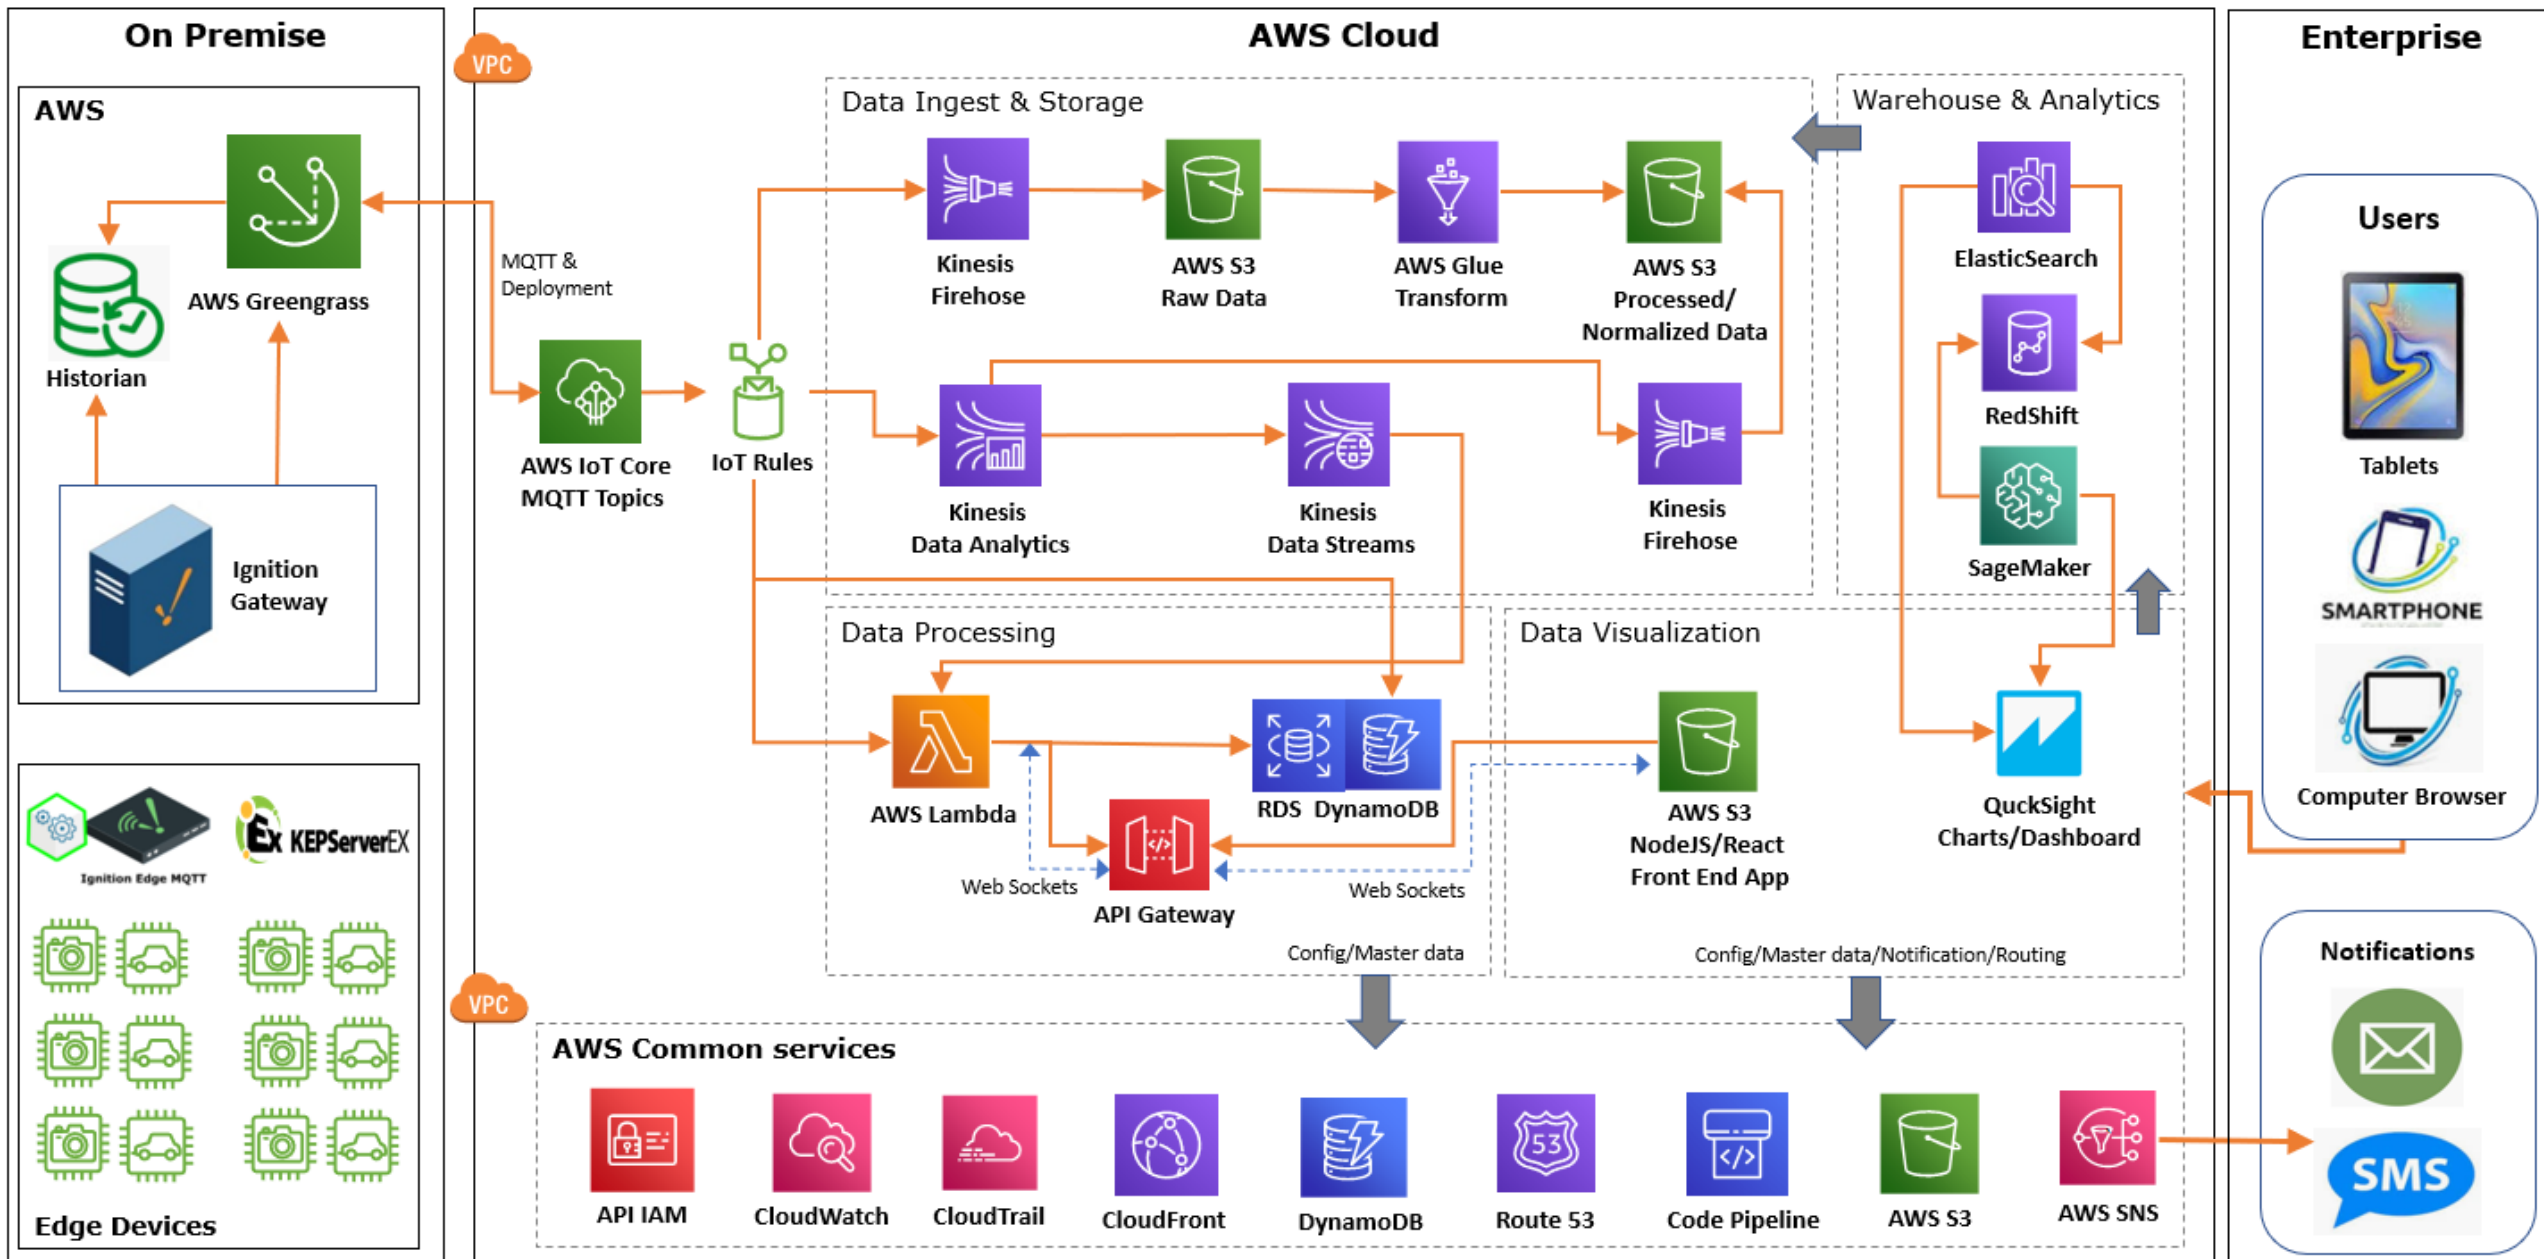 On Premise
AWS
AWS Greengrass
Historian
Ignition
Gateway
Ignition Edge MQTT
Ex KEPServerEX
Edge Devices
VPC
AWS Cloud
MQTT &
Deployment
AWS IoT Core
MQTT Topics
IoT Rules
Data Ingest & Storage
Kinesis
Firehose
AWS S3
Raw Data
AWS Glue
Transform
AWS S3
Processed/
Normalized Data
Kinesis
Data Analytics
Kinesis
Data Streams
Kinesis
Firehose
Warehouse & Analytics
ElasticSearch
RedShift
SageMaker
Data Processing
AWS Lambda
RDS DynamoDB
Web Sockets
API Gateway
Web Sockets
Config/Master data
Data Visualization
AWS S3
NodeJS/React
Front End App
QuckSight
Charts/Dashboard
Config/Master data/Notification/Routing
VPC
AWS Common services
API IAM
CloudWatch
CloudTrail
CloudFront
DynamoDB
53
Route 53
Code Pipeline
AWS S3
AWS SNS
Enterprise
Users
Tablets
SMARTPHONE
Computer Browser
Notifications
SMS